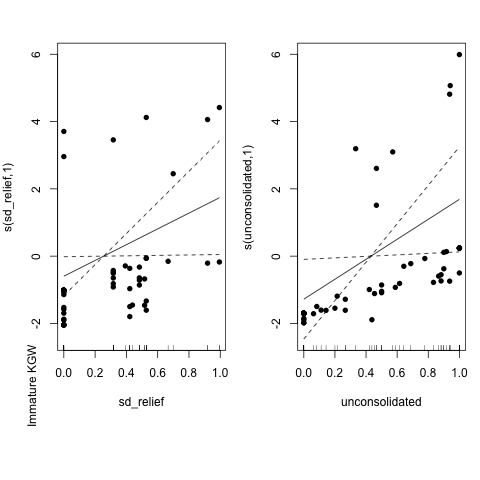 s(sd_relief,1)
6
4
2
0
-2
0.0 0.2 0.4 0.6 0.8 1.0
sd_relief
Immature KGW
s(unconsolidated,1)
6
4
2
0
-2
0.0 0.2 0.4 0.6 0.8 1.0
unconsolidated